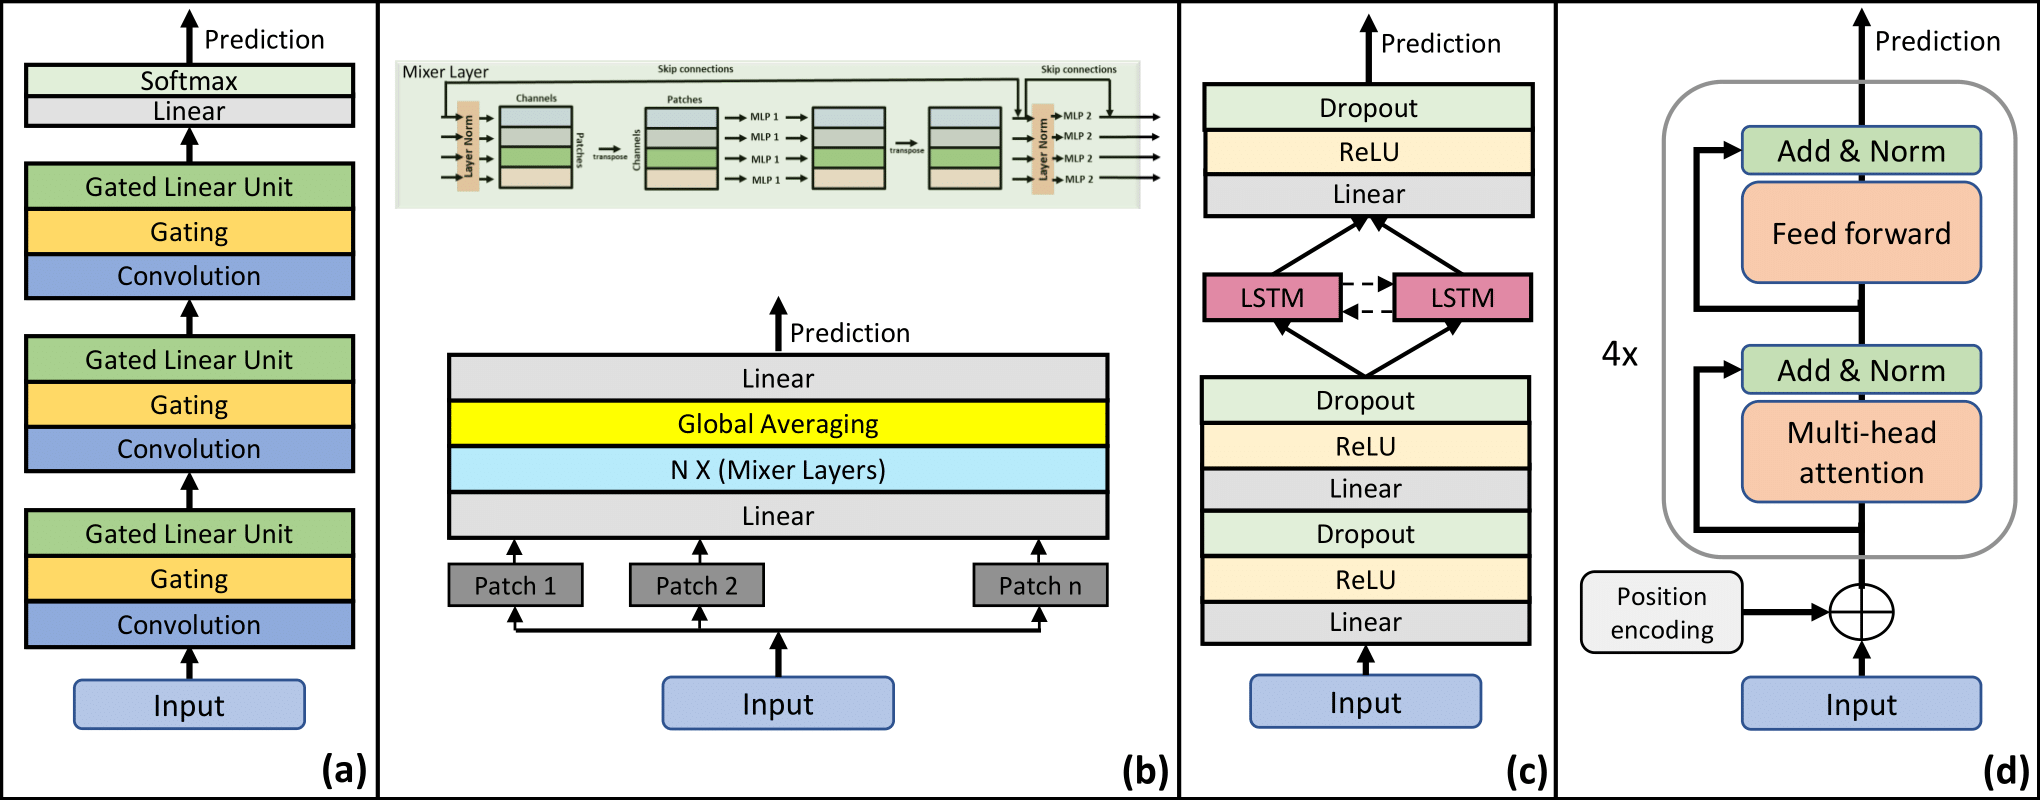 Prediction
Softmax
Linear
Gated Linear Unit
Gating
Convolution
Gated Linear Unit
Gating
Convolution
Gated Linear Unit
Gating
Convolution
Input
(a)
Mixer Layer
Skip connections
Skip connections
Layer Norm
Channels
Patches
transpose
Patches
Channels
MLP 1
MLP 1
MLP 1
MLP 1
transpose
Layer Norm
MLP 2
MLP 2
MLP 2
MLP 2
Prediction
Linear
Global Averaging
N X (Mixer Layers)
Linear
Patch 1
Patch 2
Patch n
Input
(b)
Prediction
Dropout
ReLU
Linear
LSTM
LSTM
Dropout
ReLU
Linear
Dropout
ReLU
Linear
Input
(c)
Prediction
Add & Norm
Feed forward
4x
Add & Norm
Multi-head
attention
Position
encoding
Input
(d)